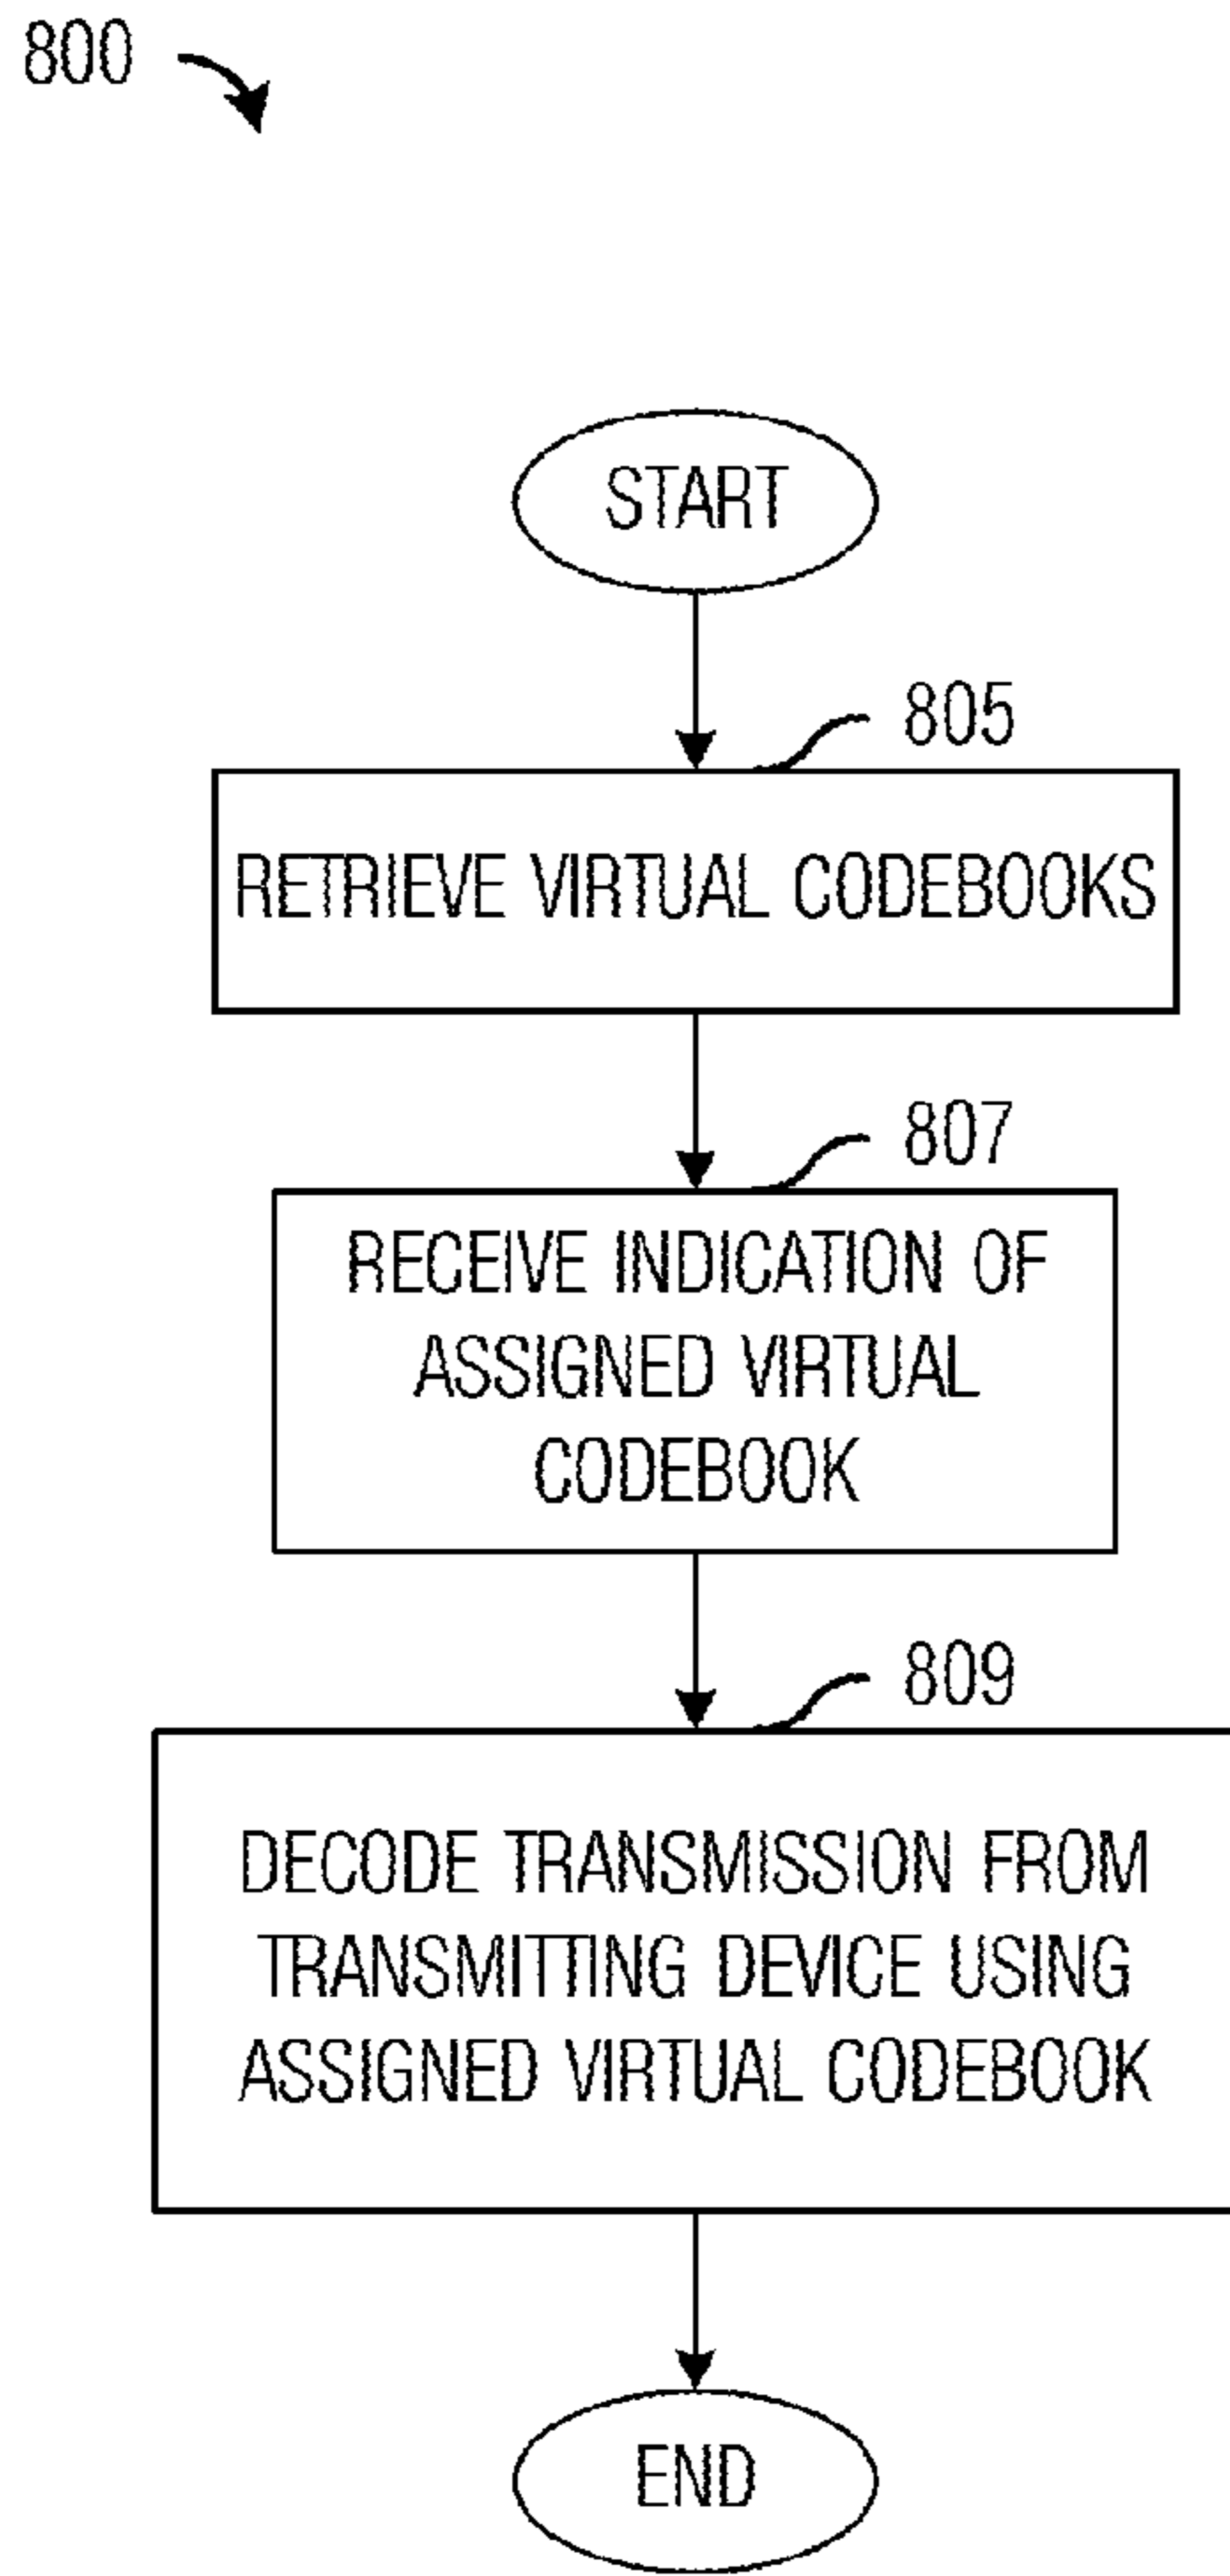 800
START
805
RETRIEVE VIRTUAL CODEBOOKS
807
RECEIVE INDICATION OF
ASSIGNED VIRTUAL
CODEBOOK
809
DECODE TRANSMISSION FROM
TRANSMITTING DEVICE USING
ASSIGNED VIRTUAL CODEBOOK
END